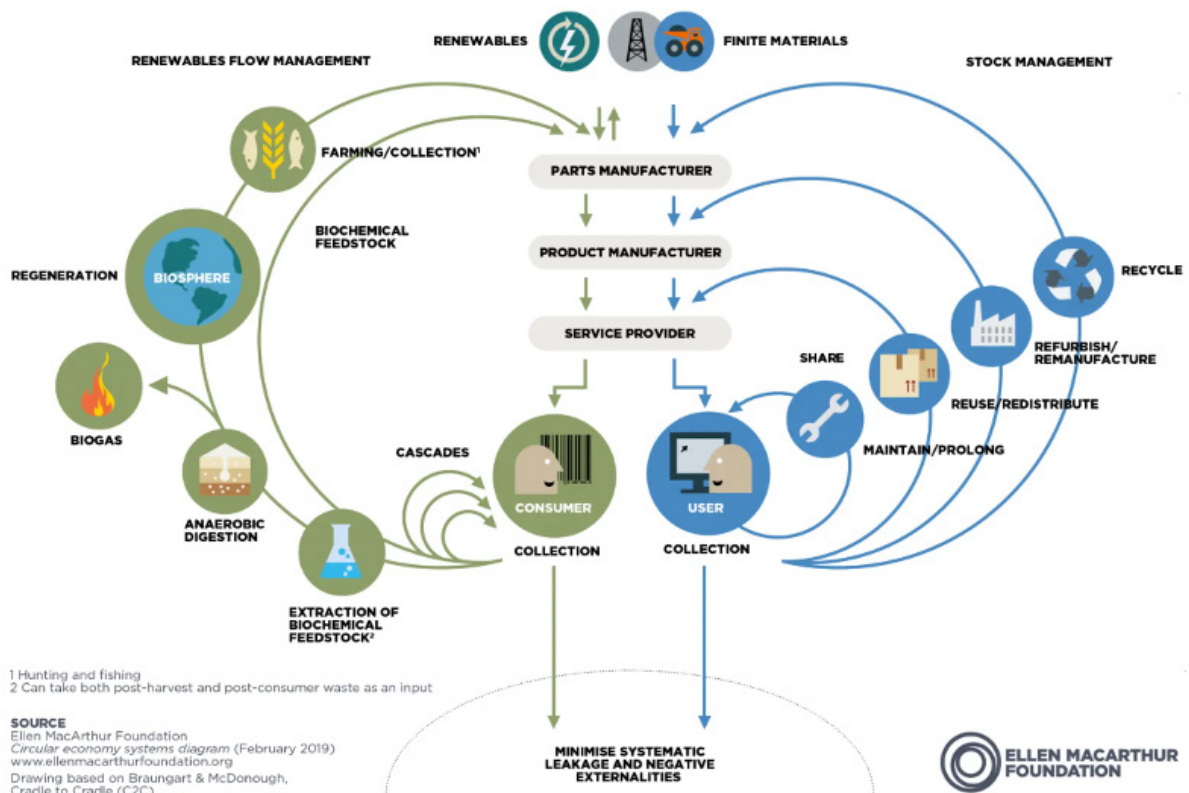 RENEWABLES
FINITE MATERIALS
RENEWABLES FLOW MANAGEMENT
STOCK MANAGEMENT
FARMING/COLLECTION¹
PARTS MANUFACTURER
BIOCHEMICAL
FEEDSTOCK
PRODUCT MANUFACTURER
REGENERATION
BIOSPHERE
RECYCLE
SERVICE PROVIDER
SHARE
REFURBISH/
REMANUFACTURE
REUSE/REDISTRIBUTE
BIOGAS
CASCADES
MAINTAIN/PROLONG
CONSUMER
USER
ANAEROBIC
DIGESTION
COLLECTION
COLLECTION
EXTRACTION OF
BIOCHEMICAL
FEEDSTOCK²
1 Hunting and fishing
2 Can take both post-harvest and post-consumer waste as an input
SOURCE
Ellen MacArthur Foundation
Circular economy systems diagram (February 2019)
www.ellenmacarthurfoundation.org
Drawing based on Braungart & McDonough,
Cradle to Cradle (C2C)
MINIMISE SYSTEMATIC
LEAKAGE AND NEGATIVE
EXTERNALITIES
ELLEN MACARTHUR
FOUNDATION